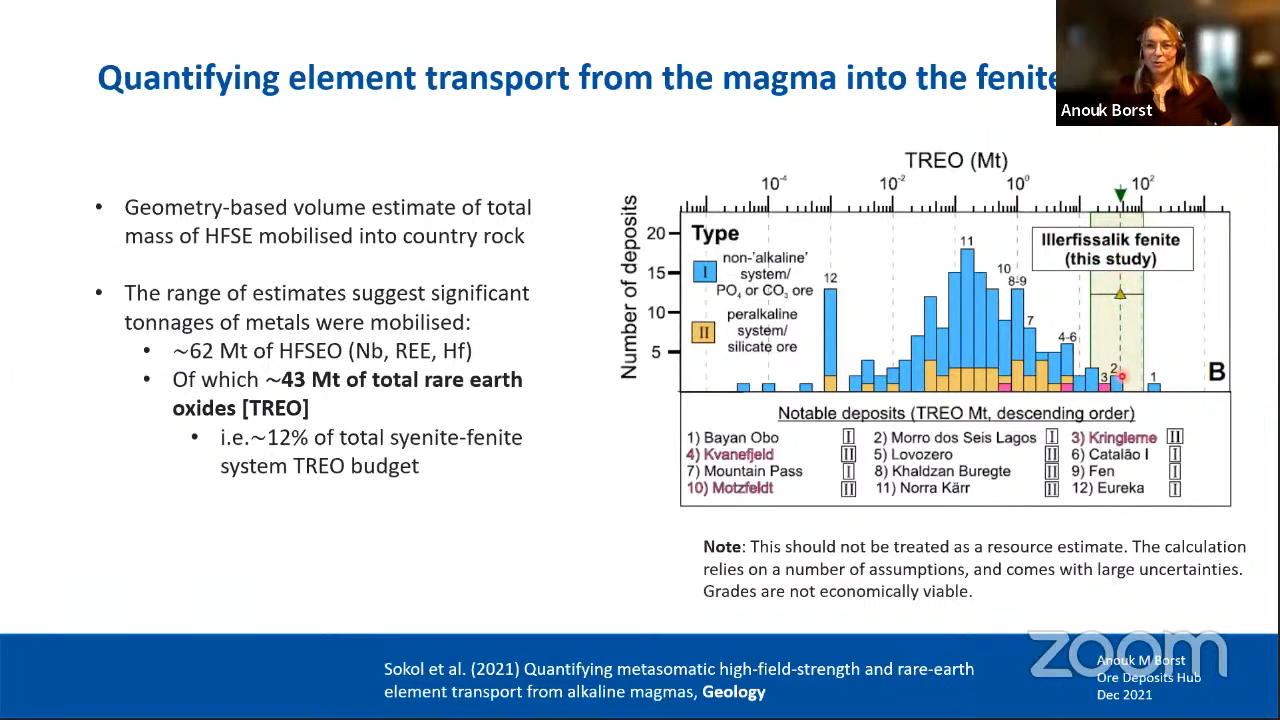 Quantifying element transport from the magma into the fenite
Anouk Borst
• Geometry-based volume estimate of total
mass of HFSE mobilised into country rock
• The range of estimates suggest significant
tonnages of metals were mobilised:
• ~62 Mt of HFSEO (Nb, REE, Hf)
• Of which ~43 Mt of total rare earth
oxides [TREO]
• i.e.~12% of total syenite-fenite
system TREO budget
TREO (Mt)
10⁻⁴ 10⁻² 10⁰ 10²
Number of deposits
20
15
10
5
Type
I non-'alkaline'
system/
PO₄ or CO₃ ore
II peralkaline
system/
silicate ore
12
11
10
8-9
7
4-6
3
2
1
Illerfissalik fenite
(this study)
B
Notable deposits (TREO Mt, descending order)
1) Bayan Obo I 2) Morro dos Seis Lagos I 3) Kringlerne II
4) Kvanefjeld II 5) Lovozero II 6) Catalão I I
7) Mountain Pass I 8) Khaldzan Buregte II 9) Fen I
10) Motzfeldt II 11) Norra Kärr II 12) Eureka I
Note: This should not be treated as a resource estimate. The calculation
relies on a number of assumptions, and comes with large uncertainties.
Grades are not economically viable.
Sokol et al. (2021) Quantifying metasomatic high-field-strength and rare-earth
element transport from alkaline magmas, Geology
zoom
Anouk M Borst
Ore Deposits Hub
Dec 2021